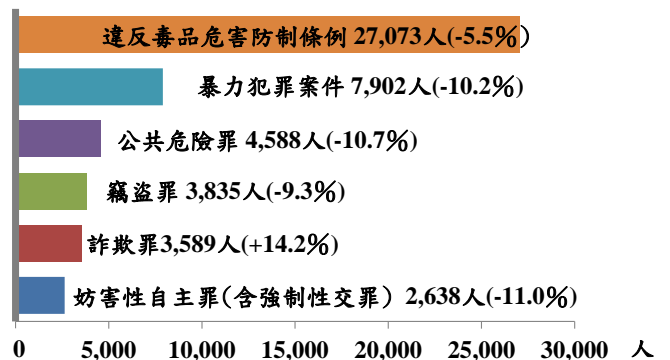 違反毒品危害防制條例 27,073人(-5.5%)
暴力犯罪案件 7,902人(-10.2%)
公共危險罪 4,588人(-10.7%)
竊盜罪 3,835人(-9.3%)
詐欺罪3,589人(+14.2%)
妨害性自主罪(含強制性交罪) 2,638人(-11.0%)
0 5,000 10,000 15,000 20,000 25,000 30,000 人